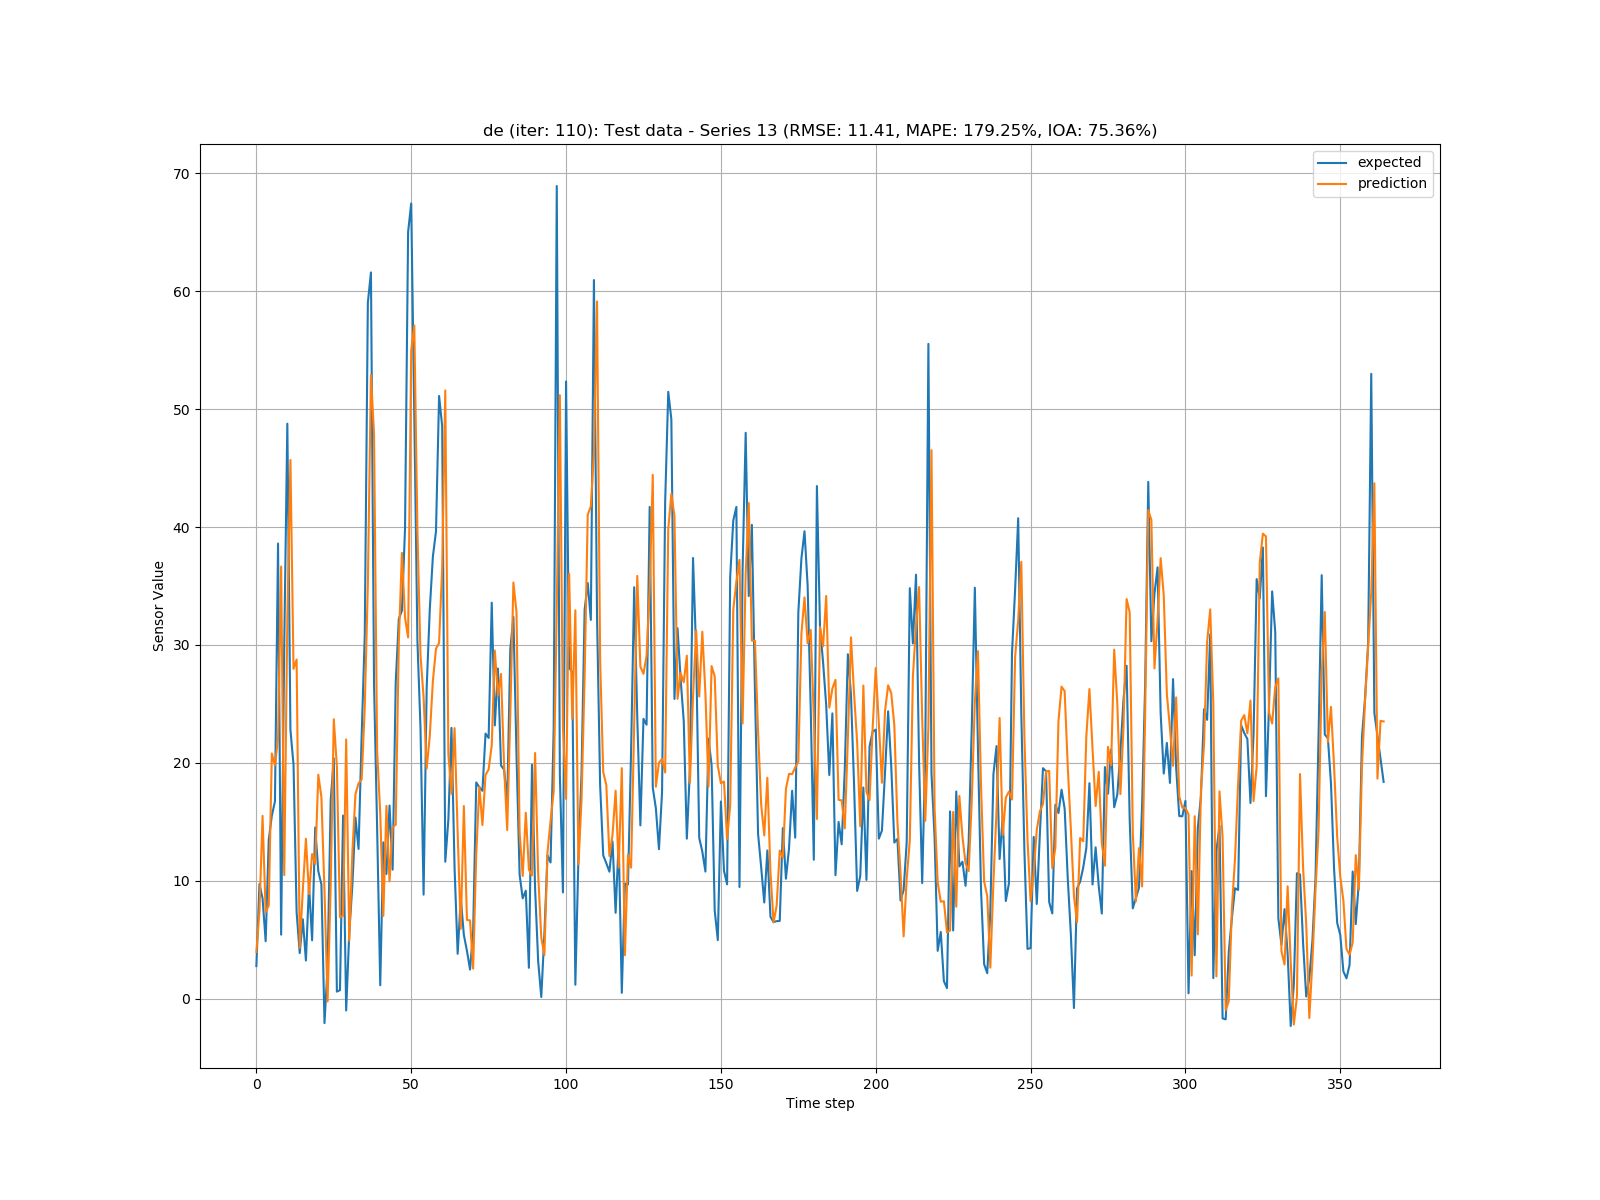 de (iter: 110): Test data - Series 13 (RMSE: 11.41, MAPE: 179.25%, IOA: 75.36%)
expected
prediction
70
60
50
40
30
20
10
0
Sensor Value
0 50 100 150 200 250 300 350
Time step